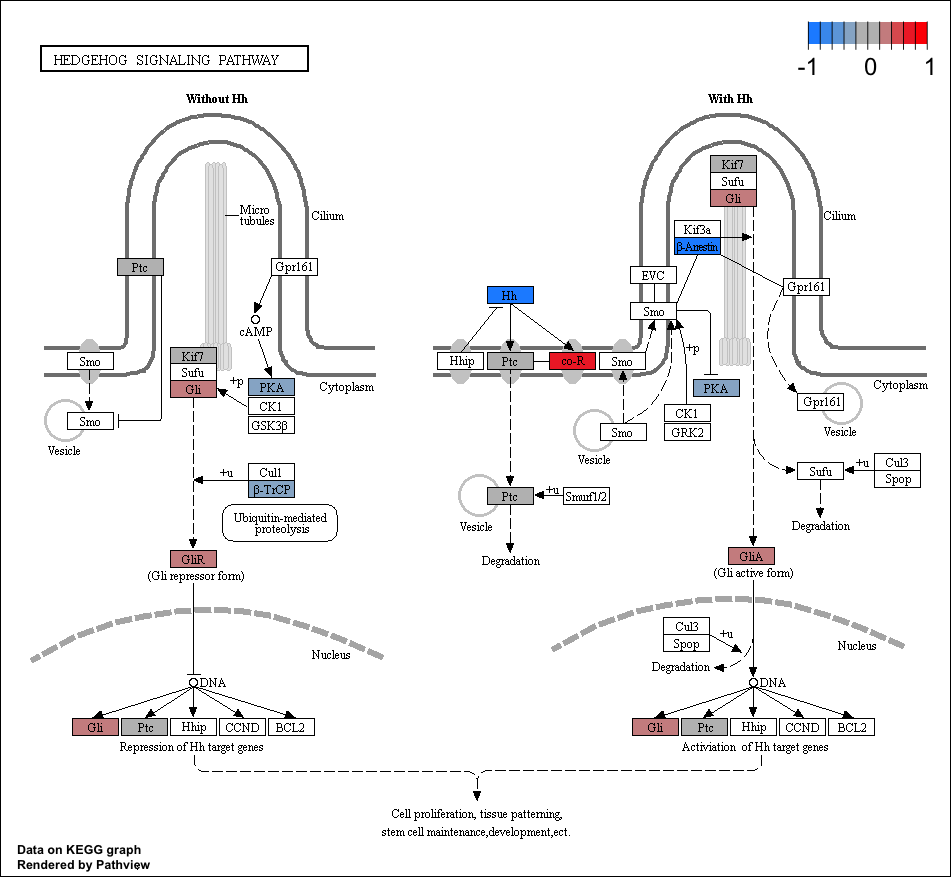 HEDGEHOG SIGNALING PATHWAY
-1 0 1
Without Hh
Micro
tubules
Cilium
Ptc
Gpr161
cAMP
Smo
Kif7
Sufu
Gli
+p
PKA
CK1
GSK3β
Cytoplasm
Smo
Vesicle
+u
Cul1
β-TrCP
Ubiquitin-mediated
proteolysis
GliR
(Gli repressor form)
Nucleus
DNA
Gli
Ptc
Hhip
CCND
BCL2
Repression of Hh target genes
With Hh
Kif7
Sufu
Gli
Cilium
Kif3a
β-Arrestin
EVC
Gpr161
Hh
Smo
Hhip
Ptc
co-R
Smo
+p
PKA
Cytoplasm
CK1
GRK2
Gpr161
Vesicle
Smo
Vesicle
Ptc
+u
Smurf1/2
Vesicle
Degradation
Sufu
+u
Cul3
Spop
Degradation
GliA
(Gli active form)
Cul3
Spop
+u
Degradation
Nucleus
DNA
Gli
Ptc
Hhip
CCND
BCL2
Activiation of Hh target genes
Cell proliferation, tissue patterning,
stem cell maintenance,development,ect.
Data on KEGG graph
Rendered by Pathview